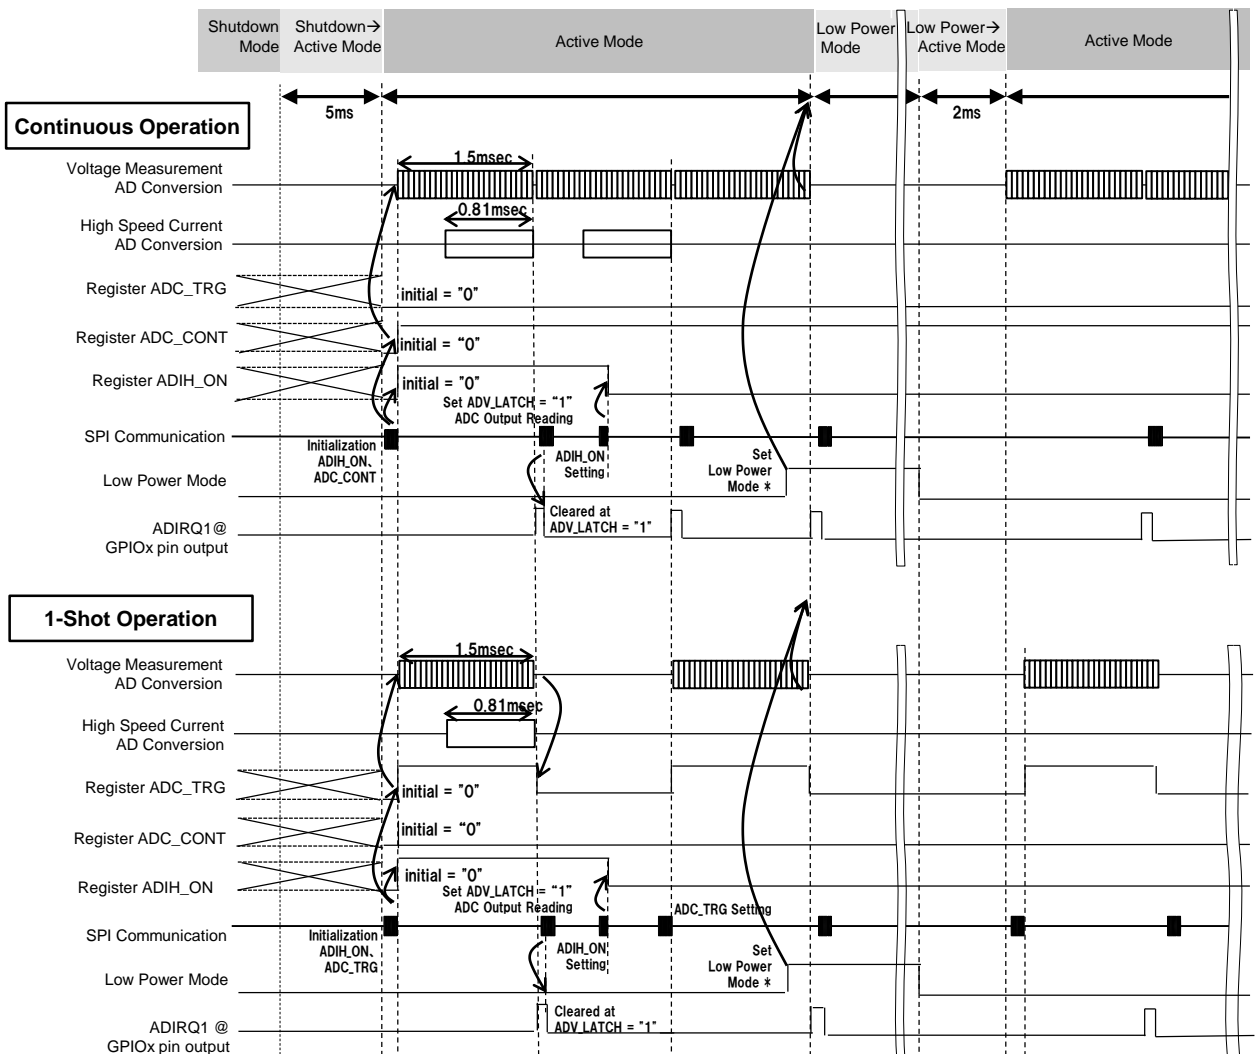 Shutdown Mode
Shutdown→ Active Mode
Active Mode
Low Power Mode
Low Power→ Active Mode
Active Mode
5ms
2ms
Continuous Operation
Voltage Measurement
AD Conversion
1.5msec
High Speed Current
AD Conversion
0.81msec
Register ADC_TRG
initial = "0"
Register ADC_CONT
initial = “0”
Register ADIH_ON
initial = "0"
Set ADV_LATCH = “1”
ADC Output Reading
SPI Communication
Initialization
ADIH_ON、
ADC_CONT
ADIH_ON
Setting
Set
Low Power
Mode *
Low Power Mode
Cleared at
ADV_LATCH = "1"
ADIRQ1@
GPIOx pin output
1-Shot Operation
Voltage Measurement
AD Conversion
1.5msec
High Speed Current
AD Conversion
0.81msec
Register ADC_TRG
initial = "0"
Register ADC_CONT
initial = “0”
Register ADIH_ON
initial = "0"
Set ADV_LATCH = “1”
ADC Output Reading
ADC_TRG Setting
SPI Communication
Initialization
ADIH_ON、
ADC_TRG
ADIH_ON
Setting
Set
Low Power
Mode *
Low Power Mode
Cleared at
ADV_LATCH = "1"
ADIRQ1 @
GPIOx pin output